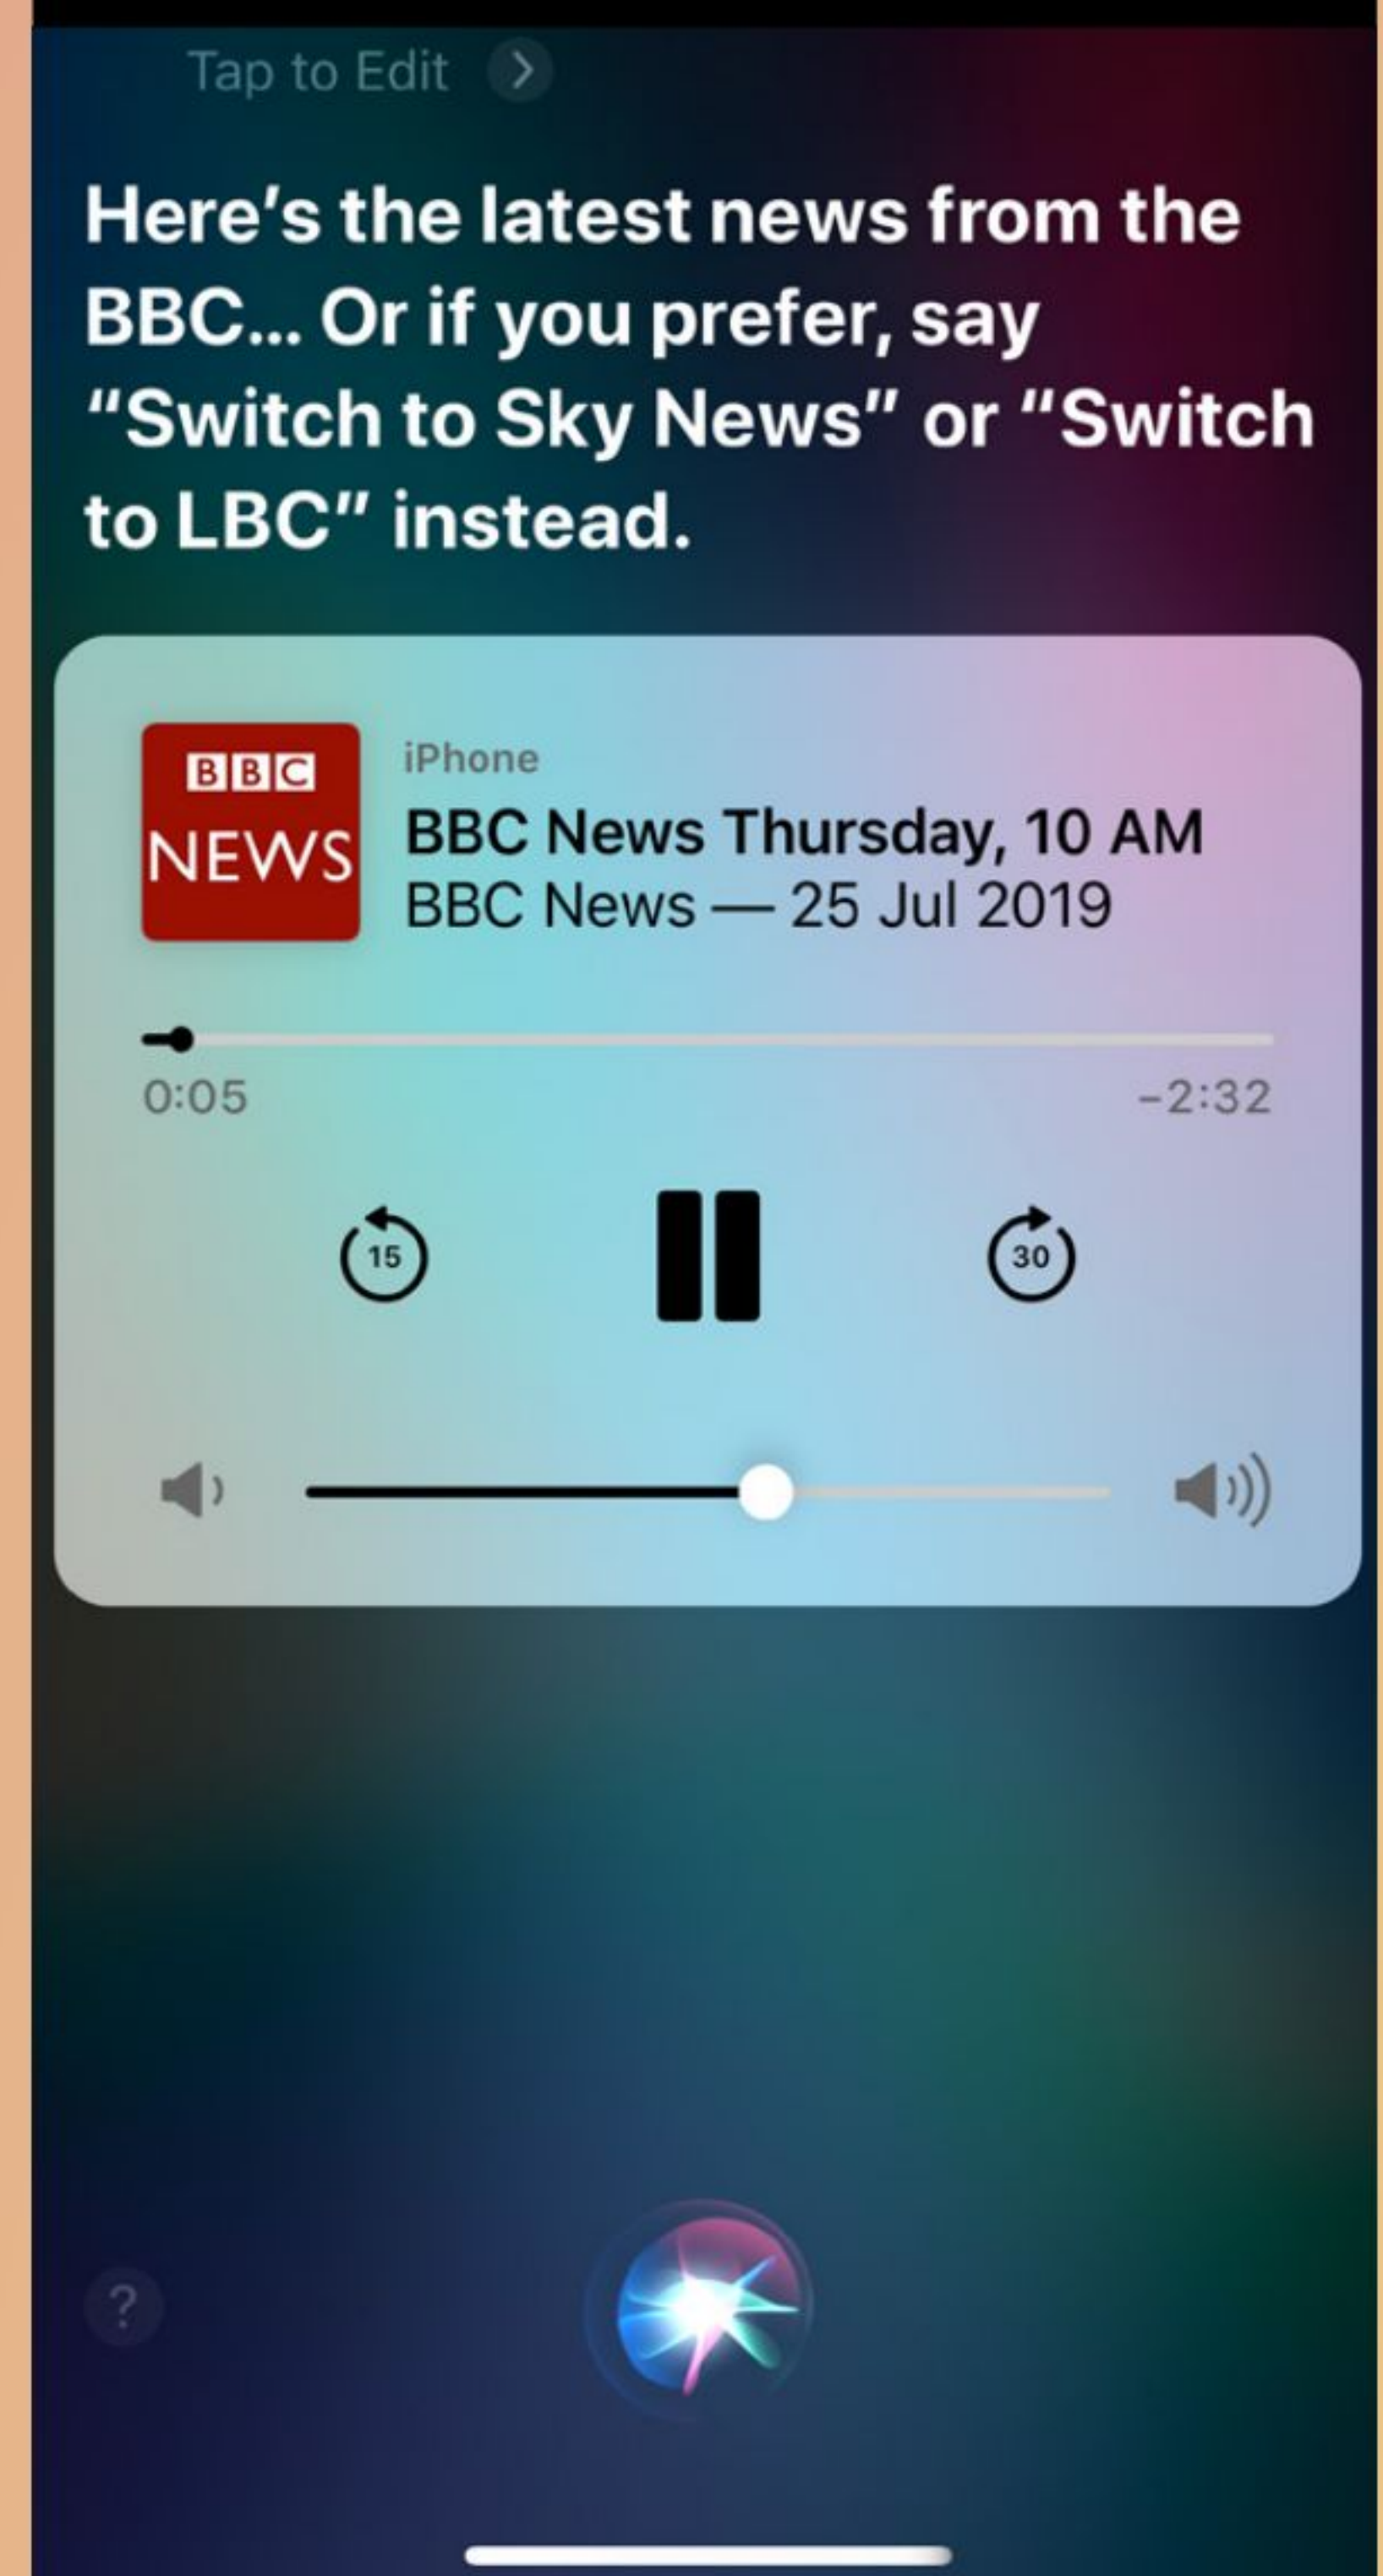 Tap to Edit
Here’s the latest news from the
BBC... Or if you prefer, say
“Switch to Sky News” or “Switch
to LBC” instead.
BBC
NEWS
iPhone
BBC News Thursday, 10 AM
BBC News — 25 Jul 2019
0:05
−2:32
15
30
?